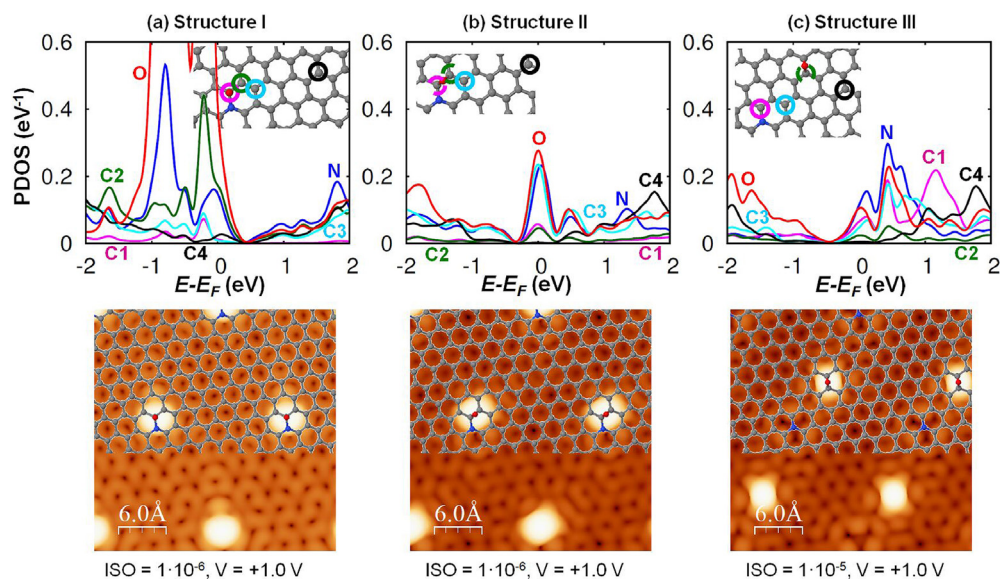 (a) Structure I
(b) Structure II
(c) Structure III
PDOS (eV⁻¹)
0.6
0.4
0.2
0
O
C2
C1
C4
N
C3
-2
-1
0
1
2
E-E_F (eV)
0.6
0.4
0.2
0
O
C4
N
C3
C2
C1
-2
-1
0
1
2
E-E_F (eV)
0.6
0.4
0.2
0
N
C1
C4
O
C3
C2
-2
-1
0
1
2
E-E_F (eV)
6.0Å
6.0Å
6.0Å
ISO = 1·10⁻⁶, V = +1.0 V
ISO = 1·10⁻⁶, V = +1.0 V
ISO = 1·10⁻⁵, V = +1.0 V